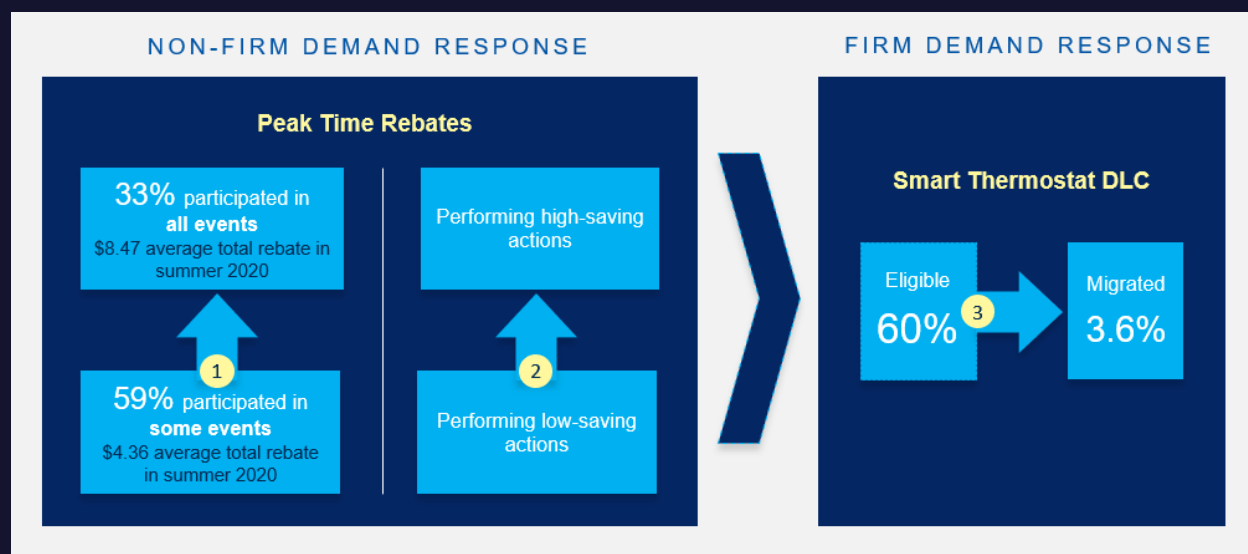 NON-FIRM DEMAND RESPONSE
Peak Time Rebates
33% participated in
all events
$8.47 average total rebate in
summer 2020
1
59% participated in
some events
$4.36 average total rebate
in summer 2020
Performing high-saving
actions
2
Performing low-saving
actions
FIRM DEMAND RESPONSE
Smart Thermostat DLC
Eligible
60%
3
Migrated
3.6%